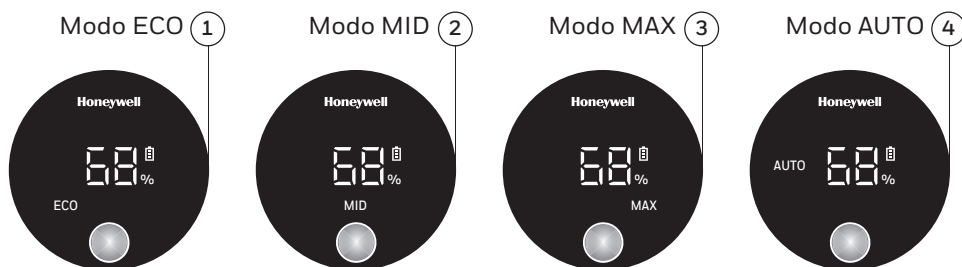 Modo ECO 1
Modo MID 2
Modo MAX 3
Modo AUTO 4
Honeywell
68 %
ECO
Honeywell
68 %
MID
Honeywell
68 %
MAX
Honeywell
AUTO 68 %